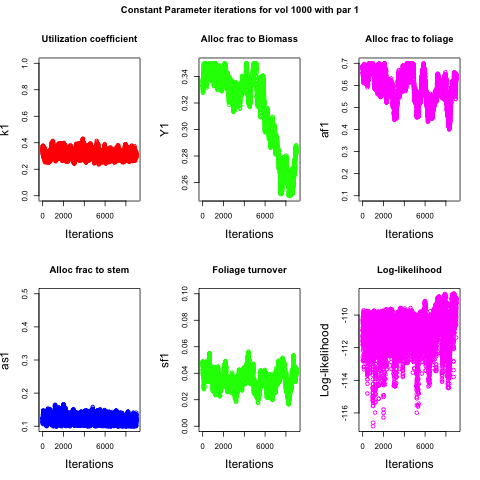 Constant Parameter iterations for vol 1000 with par 1
Utilization coefficient
k1
0.0 0.2 0.4 0.6 0.8 1.0
0 2000 6000
Iterations
Alloc frac to Biomass
Y1
0.26 0.28 0.30 0.32 0.34
0 2000 6000
Iterations
Alloc frac to foliage
af1
0.1 0.2 0.3 0.4 0.5 0.6 0.7
0 2000 6000
Iterations
Alloc frac to stem
as1
0.1 0.2 0.3 0.4 0.5
0 2000 6000
Iterations
Foliage turnover
sf1
0.00 0.02 0.04 0.06 0.08 0.10
0 2000 6000
Iterations
Log-likelihood
Log-likelihood
-116 -114 -112 -110
0 2000 6000
Iterations